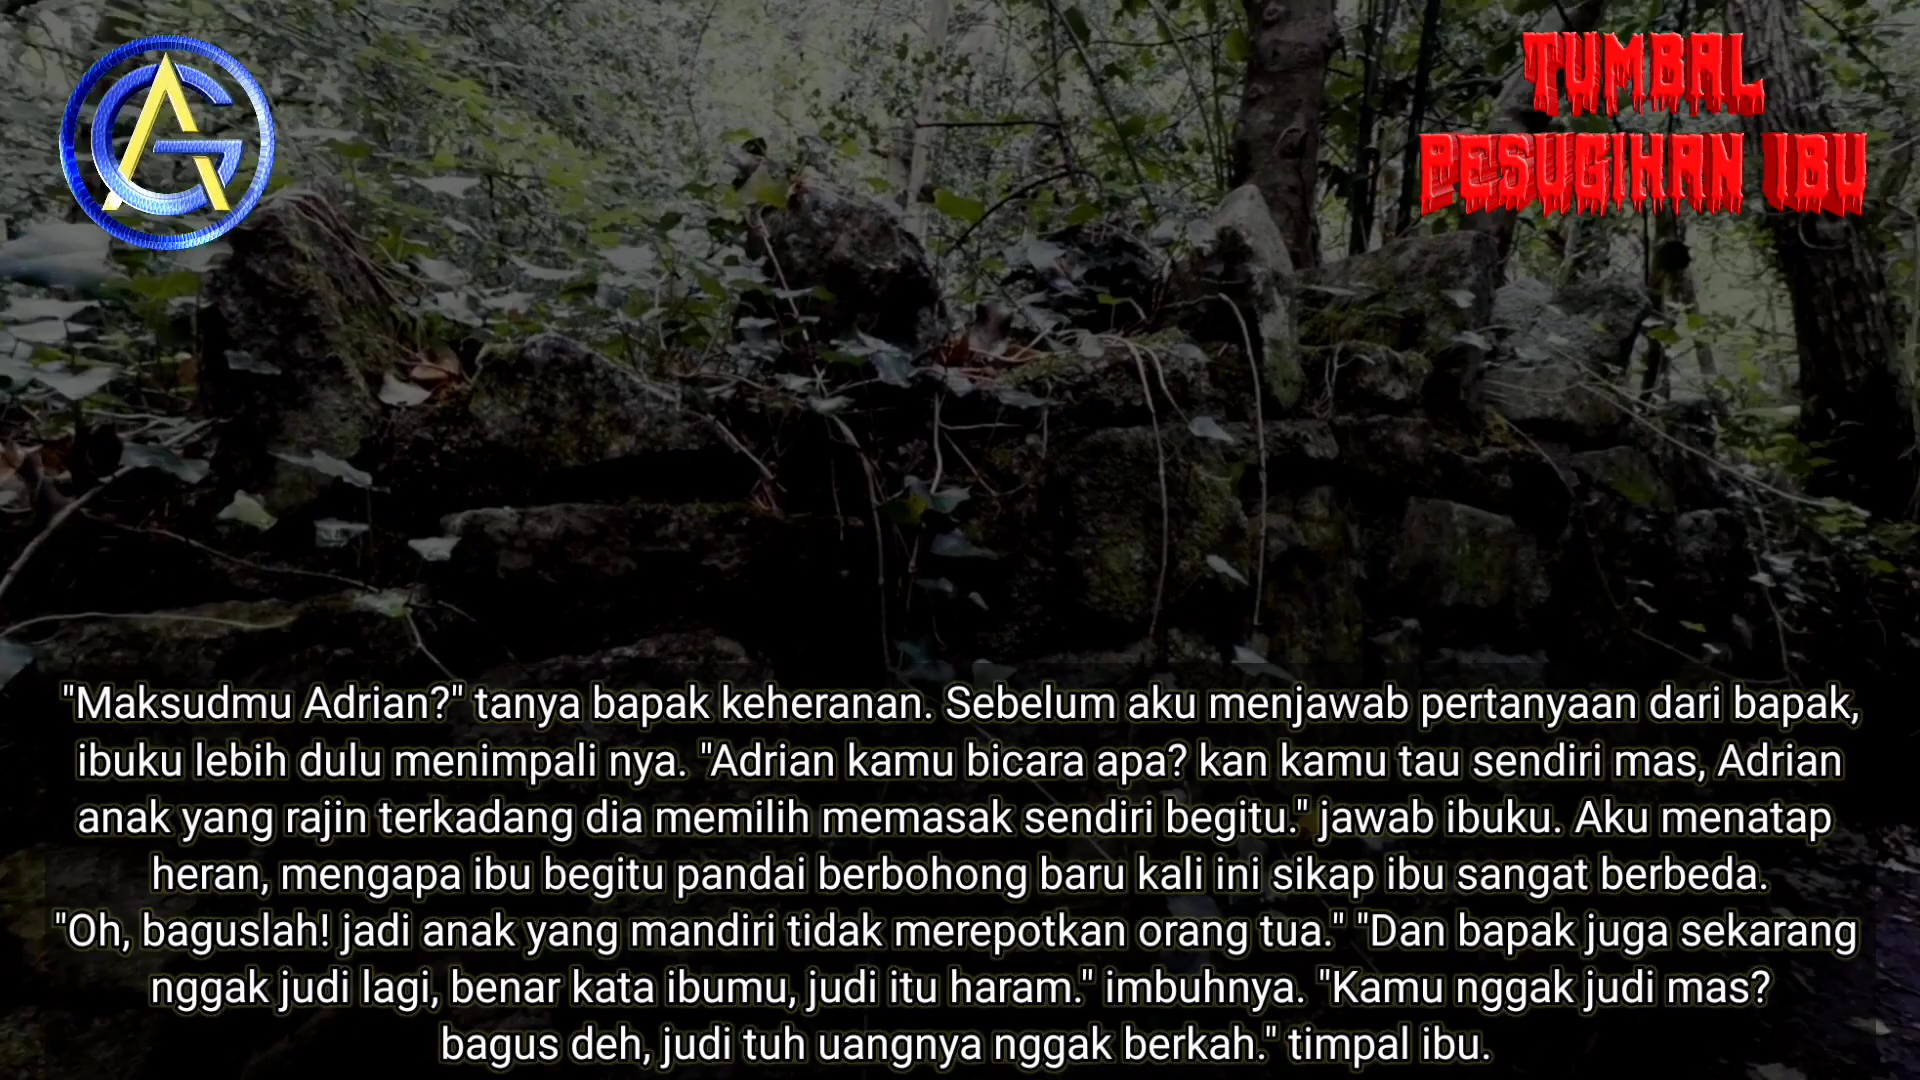 TUMBAL
PESUGIHAN IBU
"Maksudmu Adrian?" tanya bapak keheranan. Sebelum aku menjawab pertanyaan dari bapak,
ibuku lebih dulu menimpali nya. "Adrian kamu bicara apa? kan kamu tau sendiri mas, Adrian
anak yang rajin terkadang dia memilih memasak sendiri begitu." jawab ibuku. Aku menatap
heran, mengapa ibu begitu pandai berbohong baru kali ini sikap ibu sangat berbeda.
"Oh, baguslah! jadi anak yang mandiri tidak merepotkan orang tua." "Dan bapak juga sekarang
nggak judi lagi, benar kata ibumu, judi itu haram." imbuhnya. "Kamu nggak judi mas?
bagus deh, judi tuh uangnya nggak berkah." timpal ibu.